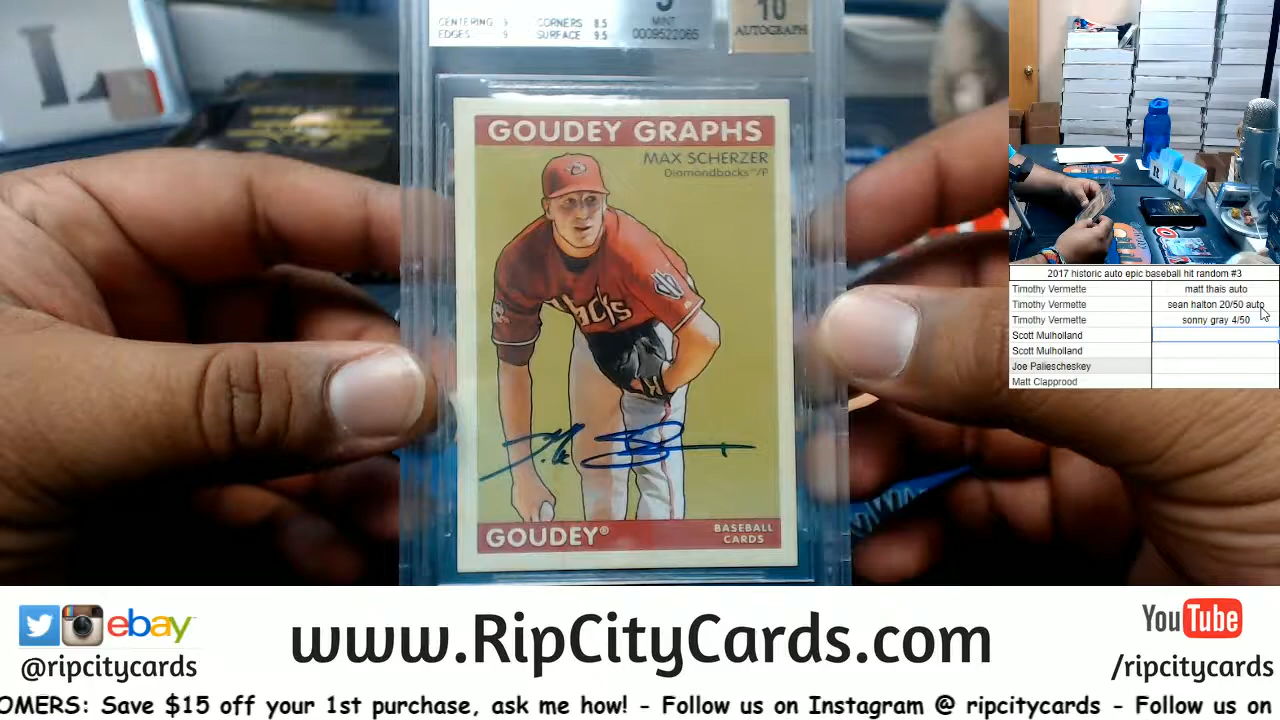 CENTERING 9 CORNERS 8.5
EDGES 9 SURFACE 9.5
MINT
0009522065
10
AUTOGRAPH
GOUDEY GRAPHS
MAX SCHERZER
Diamondbacks™/P
GOUDEY®
BASEBALL
CARDS
R
L
2017 historic auto epic baseball hit random #3
Timothy Vermette matt thais auto
Timothy Vermette sean halton 20/50 auto
Timothy Vermette sonny gray 4/50
Scott Mulholland
Scott Mulholland
Joe Paliescheskey
Matt Clapprood
ebay
@ripcitycards
www.RipCityCards.com
YouTube
/ripcitycards
OMERS: Save $15 off your 1st purchase, ask me how! - Follow us on Instagram @ ripcitycards - Follow us on